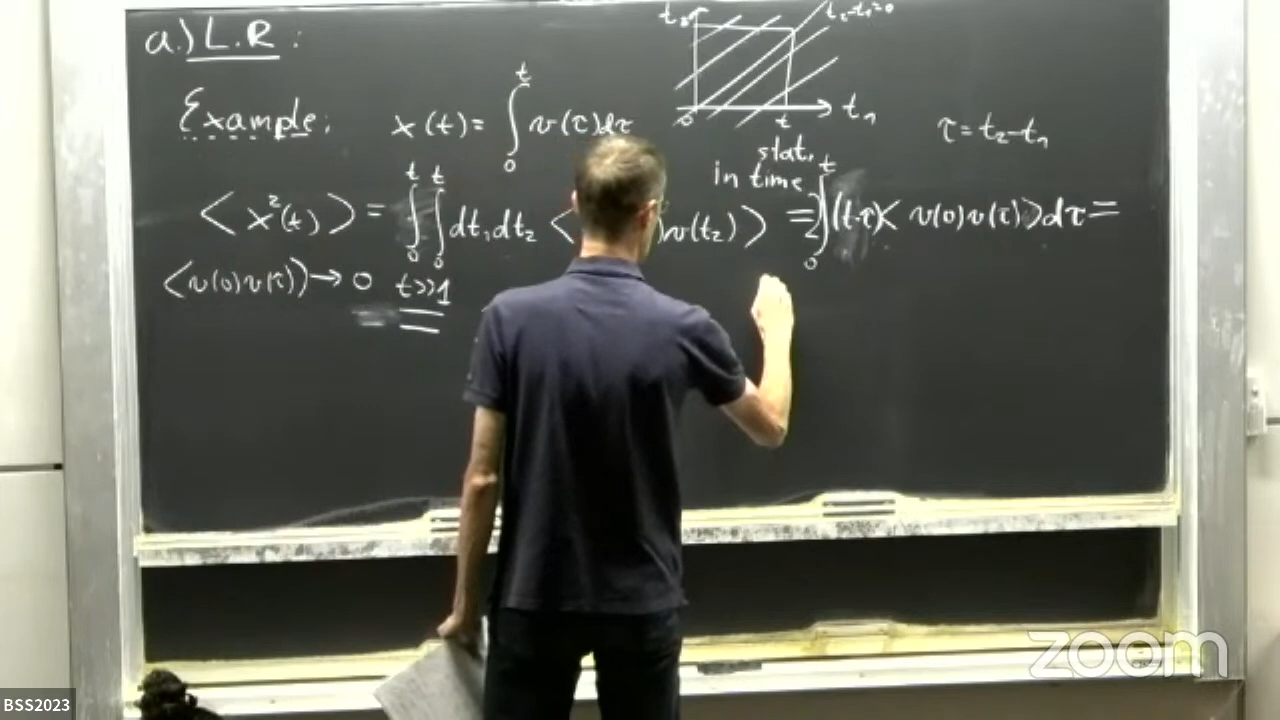 a.) L.R:
t₂ t₂-t₁=0
0 t t₁
Example: x(t) = ∫₀ᵗ v(τ)dτ
τ = t₂-t₁
stat. in time
<x²(t)> = ∫₀ᵗ∫₀ᵗ dt₁dt₂ < )v(t₂)> = 2∫₀ᵗ(t-τ)< v(0)v(τ)>dτ =
<v(0)v(τ)> → 0 t>>1
zoom
BSS2023